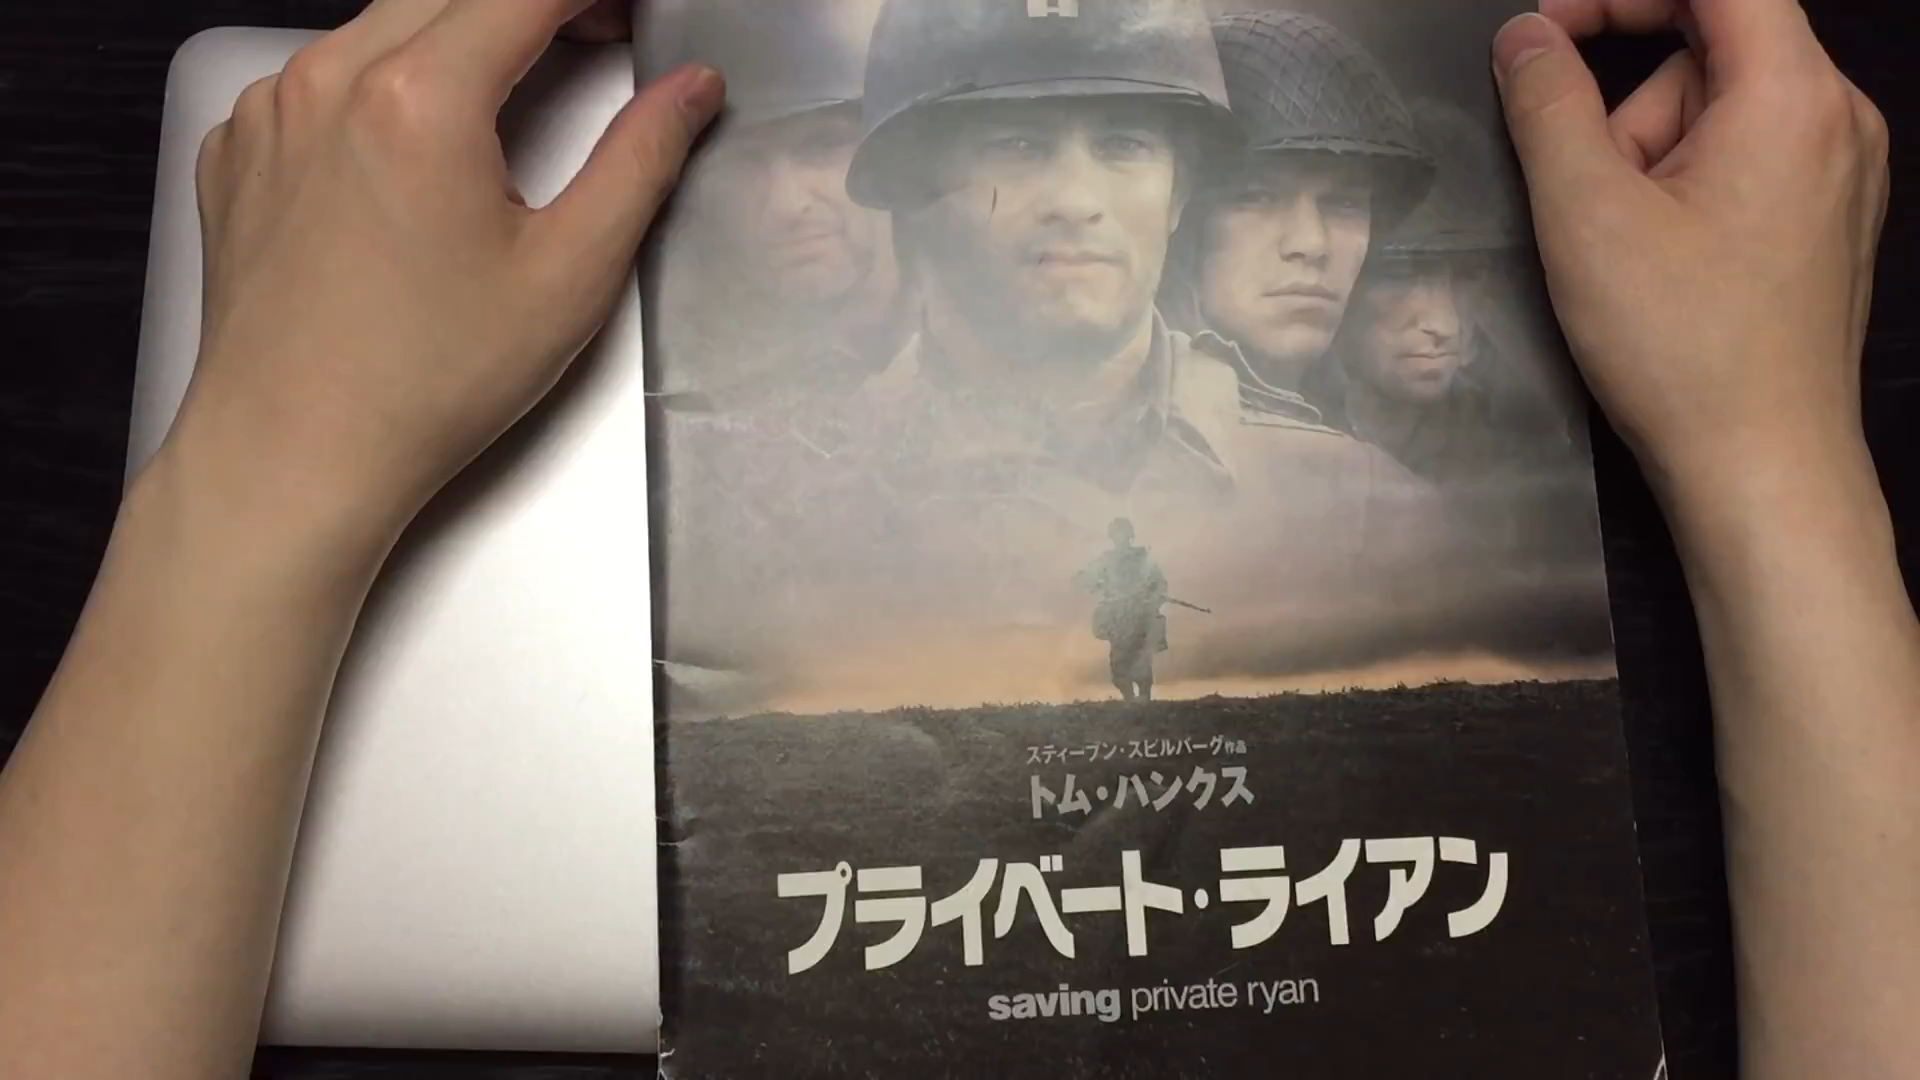 スティーブン・スピルバーグ作品
トム・ハンクス
プライベート・ライアン
saving private ryan